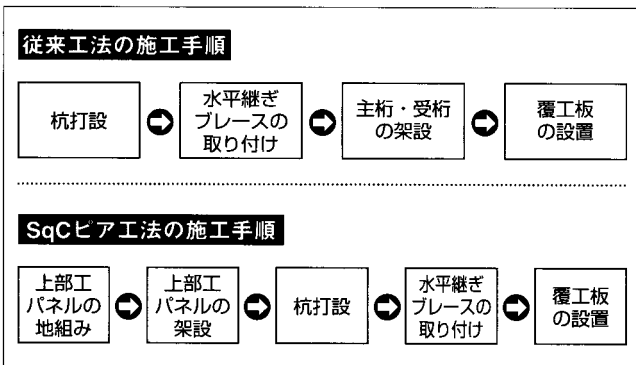 従来工法の施工手順
杭打設
水平継ぎ
ブレースの
取り付け
主桁・受桁
の架設
覆工板
の設置
SqCピア工法の施工手順
上部工
パネルの
地組み
上部工
パネルの
架設
杭打設
水平継ぎ
ブレースの
取り付け
覆工板
の設置